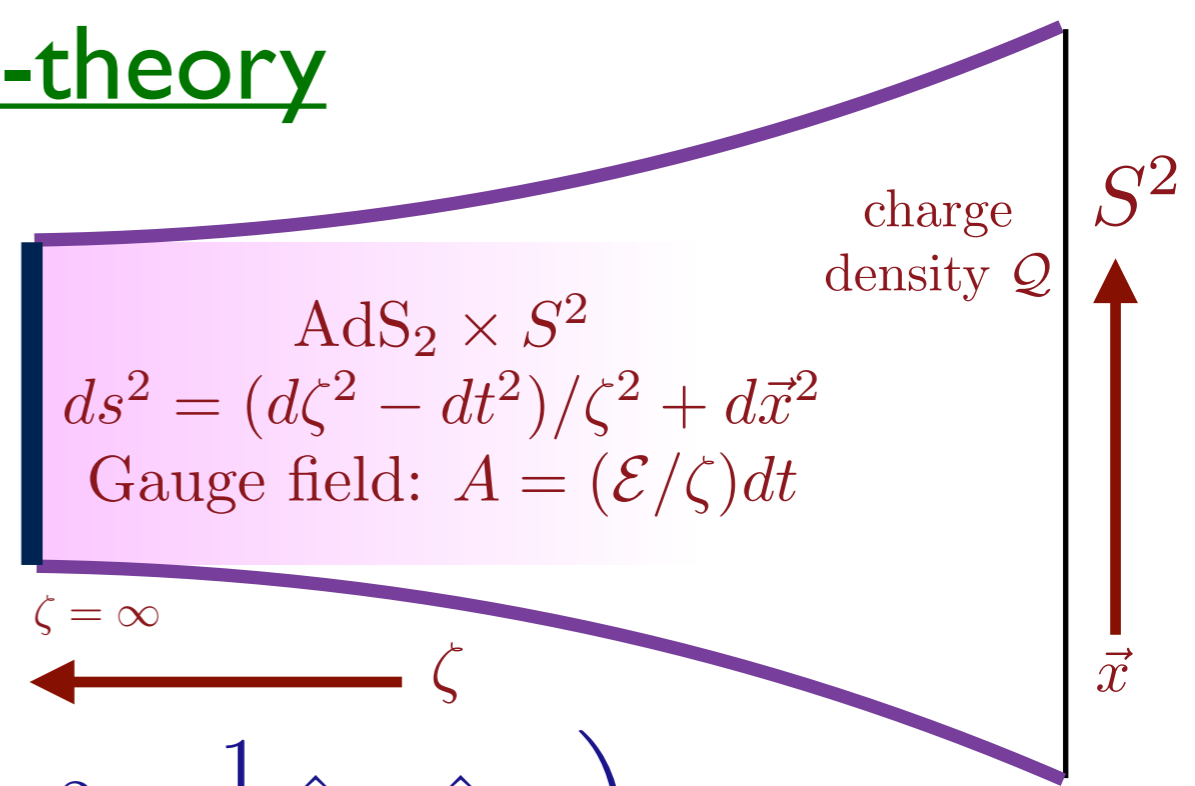 -theory
charge
density 𝒬
S²
AdS₂ × S²
ds² = (dζ² − dt²)/ζ² + dx⃗²
Gauge field: A = (ℰ/ζ)dt
ζ = ∞
ζ
x⃗